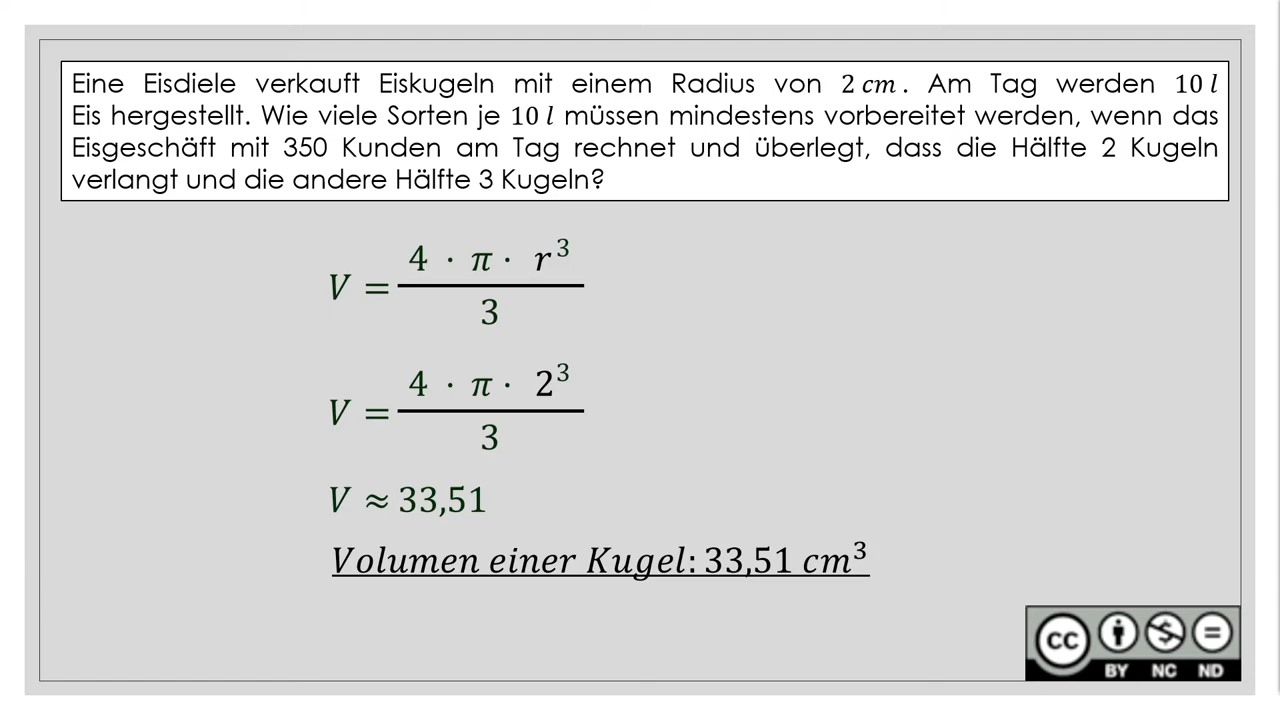 Eine Eisdiele verkauft Eiskugeln mit einem Radius von 2 cm. Am Tag werden 10 l
Eis hergestellt. Wie viele Sorten je 10 l müssen mindestens vorbereitet werden, wenn das
Eisgeschäft mit 350 Kunden am Tag rechnet und überlegt, dass die Hälfte 2 Kugeln
verlangt und die andere Hälfte 3 Kugeln?
V = (4 · π · r³) / 3
V = (4 · π · 2³) / 3
V ≈ 33,51
Volumen einer Kugel: 33,51 cm³
cc BY NC ND